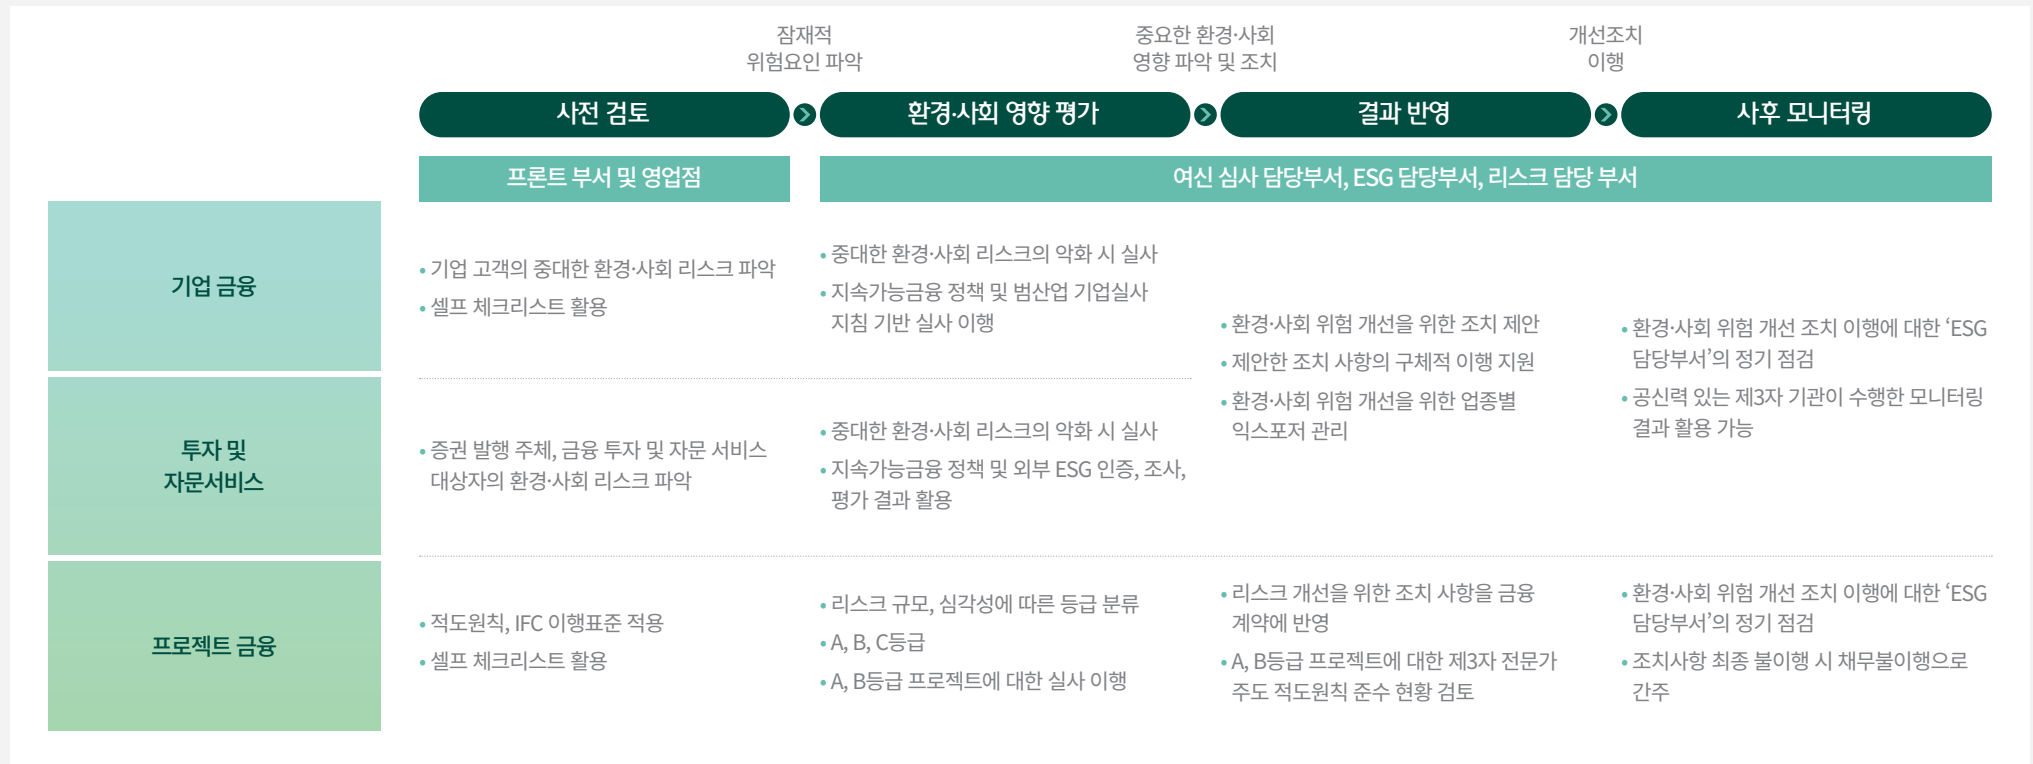 잠재적
위험요인 파악
중요한 환경·사회
영향 파악 및 조치
개선조치
이행
사전 검토
환경·사회 영향 평가
결과 반영
사후 모니터링
프론트 부서 및 영업점
여신 심사 담당부서, ESG 담당부서, 리스크 담당 부서
기업 금융
• 기업 고객의 중대한 환경·사회 리스크 파악
• 셀프 체크리스트 활용
• 중대한 환경·사회 리스크의 악화 시 실사
• 지속가능금융 정책 및 범산업 기업실사
지침 기반 실사 이행
• 환경·사회 위험 개선을 위한 조치 제안
• 제안한 조치 사항의 구체적 이행 지원
• 환경·사회 위험 개선을 위한 업종별
익스포저 관리
• 환경·사회 위험 개선 조치 이행에 대한 ‘ESG
담당부서’의 정기 점검
• 공신력 있는 제3자 기관이 수행한 모니터링
결과 활용 가능
투자 및
자문서비스
• 증권 발행 주체, 금융 투자 및 자문 서비스
대상자의 환경·사회 리스크 파악
• 중대한 환경·사회 리스크의 악화 시 실사
• 지속가능금융 정책 및 외부 ESG 인증, 조사,
평가 결과 활용
프로젝트 금융
• 적도원칙, IFC 이행표준 적용
• 셀프 체크리스트 활용
• 리스크 규모, 심각성에 따른 등급 분류
• A, B, C등급
• A, B등급 프로젝트에 대한 실사 이행
• 리스크 개선을 위한 조치 사항을 금융
계약에 반영
• A, B등급 프로젝트에 대한 제3자 전문가
주도 적도원칙 준수 현황 검토
• 환경·사회 위험 개선 조치 이행에 대한 ‘ESG
담당부서’의 정기 점검
• 조치사항 최종 불이행 시 채무불이행으로
간주